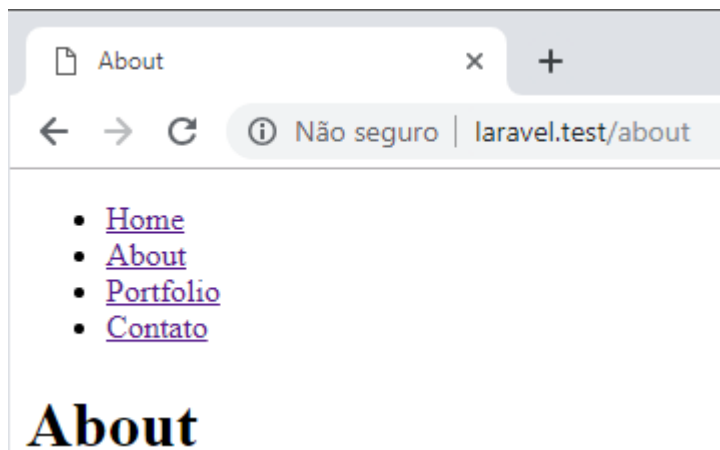 About
Não seguro | laravel.test/about
Home
About
Portfolio
Contato
About